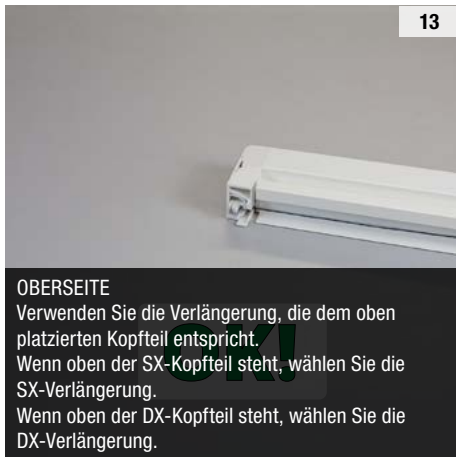 13
OBERSEITE
Verwenden Sie die Verlängerung, die dem oben
platzierten Kopfteil entspricht.
Wenn oben der SX-Kopfteil steht, wählen Sie die
SX-Verlängerung.
Wenn oben der DX-Kopfteil steht, wählen Sie die
DX-Verlängerung.
OK!